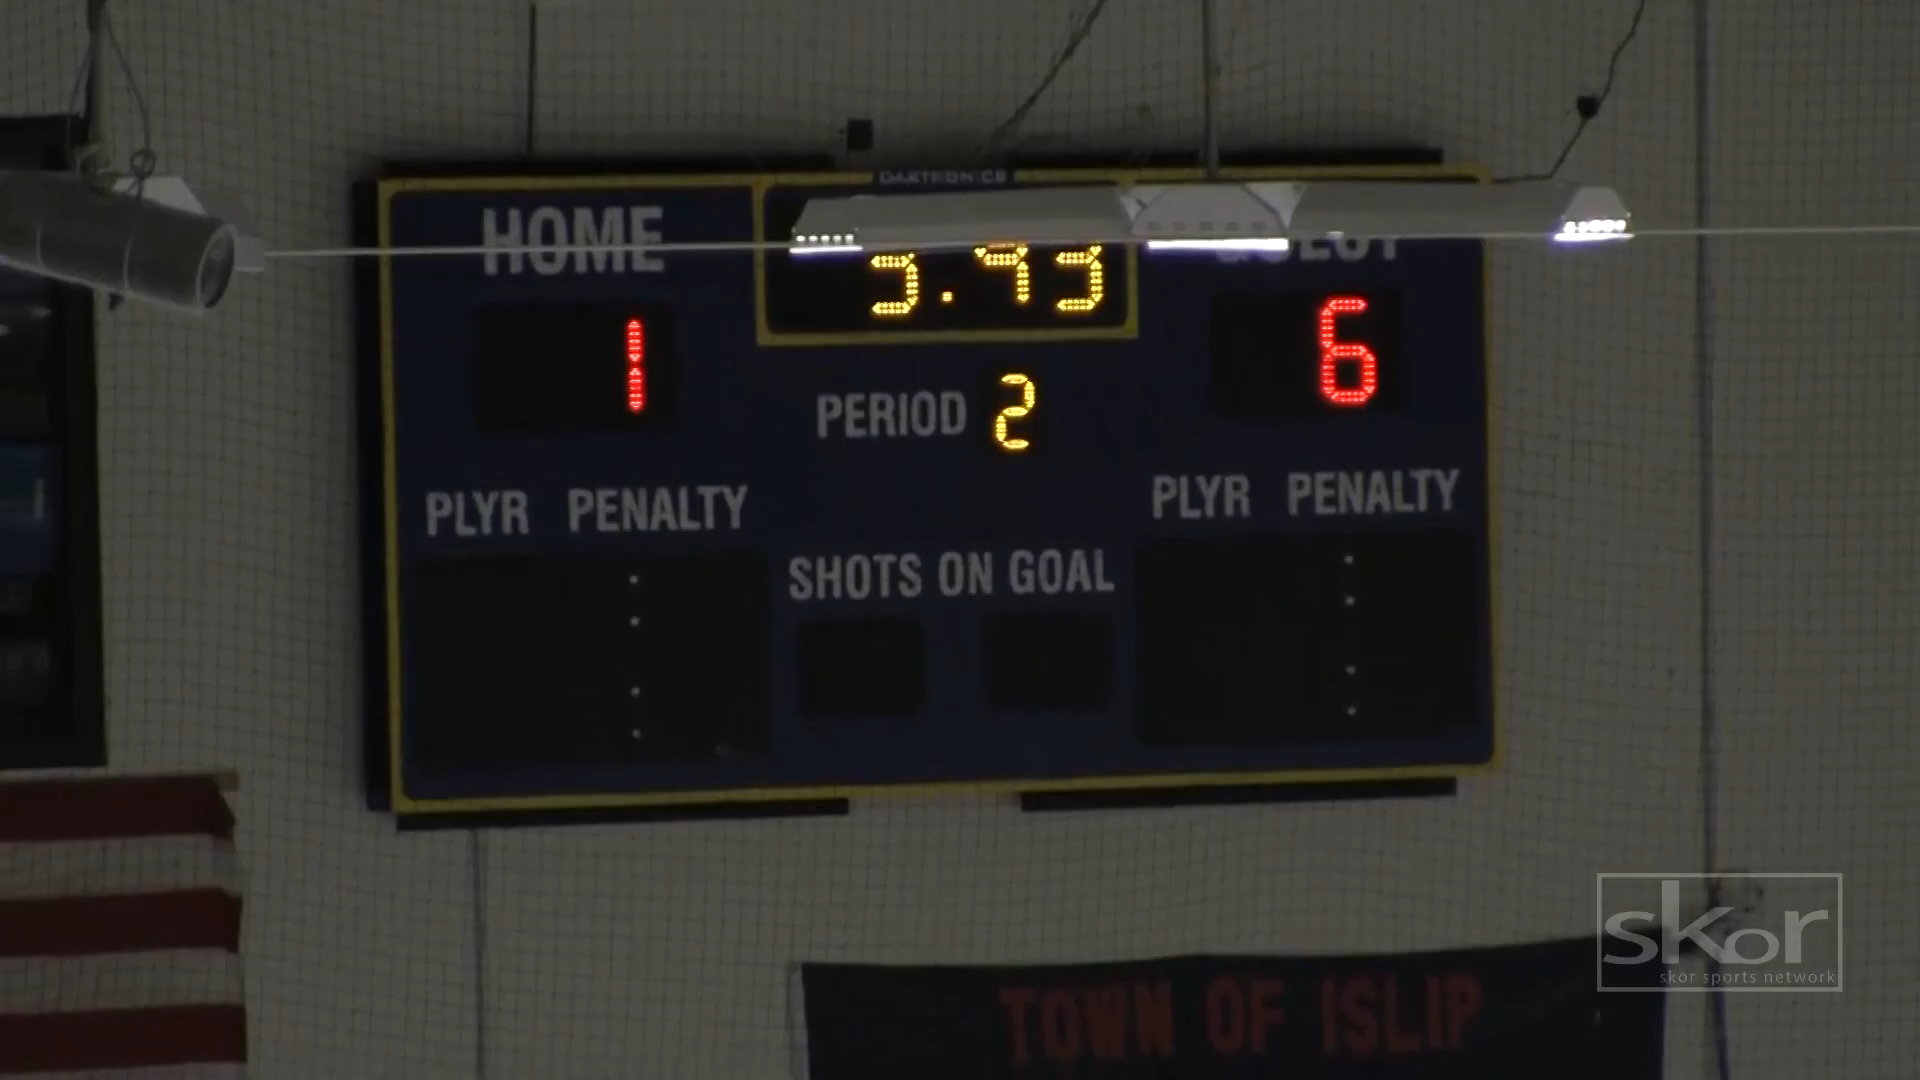 DAKTRONICS
HOME
1
PERIOD 2
6
PLYR PENALTY
PLYR PENALTY
SHOTS ON GOAL
TOWN OF ISLIP
skor
skor sports network